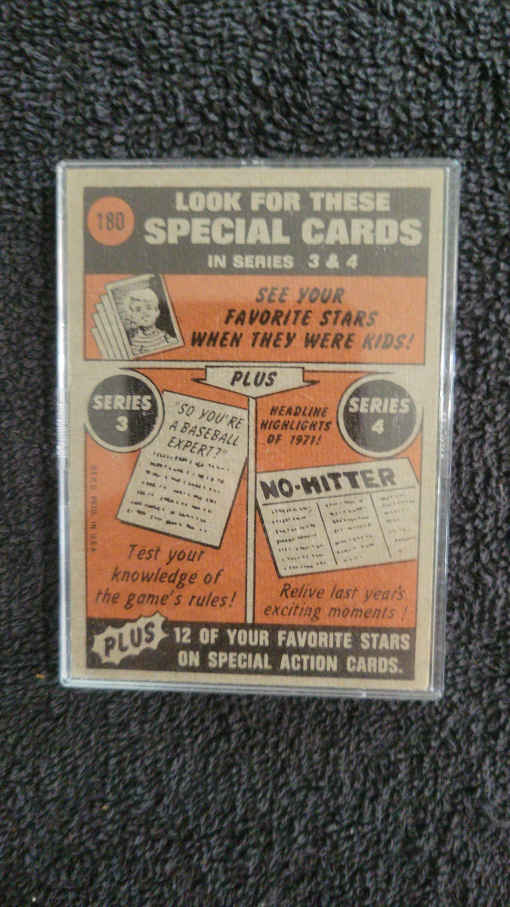 180
LOOK FOR THESE
SPECIAL CARDS
IN SERIES 3 & 4
SEE YOUR
FAVORITE STARS
WHEN THEY WERE KIDS!
PLUS
SERIES
3
"SO YOU'RE
A BASEBALL
EXPERT?"
Test your
knowledge of
the game's rules!
HEADLINE
HIGHLIGHTS
OF 1971!
SERIES
4
NO-HITTER
Relive last year's
exciting moments!
PLUS
12 OF YOUR FAVORITE STARS
ON SPECIAL ACTION CARDS.